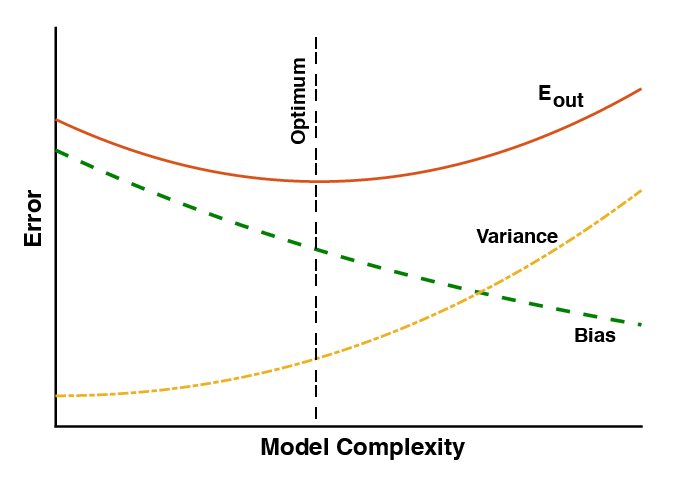 Optimum
E out
Variance
Bias
Error
Model Complexity